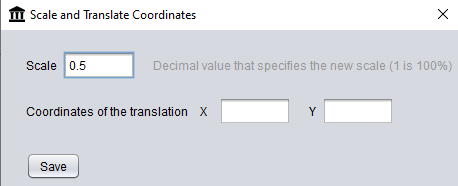 Scale and Translate Coordinates
Scale 0.5 Decimal value that specifies the new scale (1 is 100%)
Coordinates of the translation X Y
Save